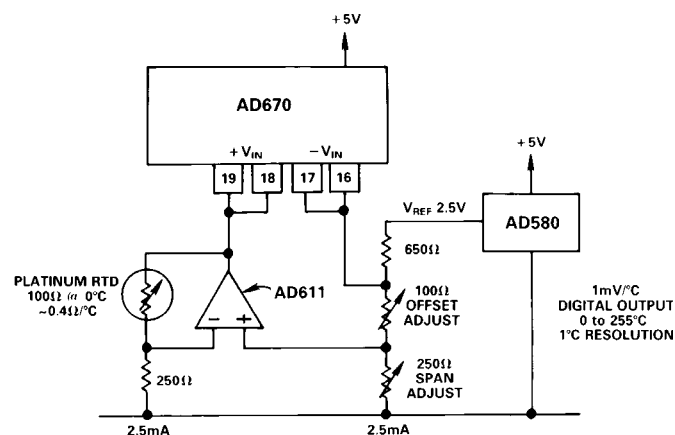 +5V
AD670
+ VIN
− VIN
19
18
17
16
+5V
VREF 2.5V
AD580
650Ω
PLATINUM RTD
100Ω @ 0°C
~0.4Ω/°C
AD611
100Ω
OFFSET
ADJUST
1mV/°C
DIGITAL OUTPUT
0 to 255°C
1°C RESOLUTION
−
+
250Ω
250Ω
SPAN
ADJUST
2.5mA
2.5mA